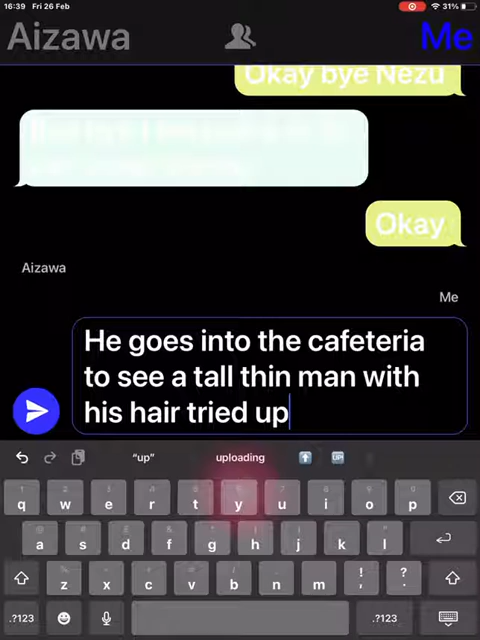 16:39 Fri 26 Feb
31%
Aizawa
Me
Okay bye Nezu
Okay
Aizawa
Me
He goes into the cafeteria
to see a tall thin man with
his hair tried up
"up"
uploading
UP!
q w e r t y u i o p
a s d f g h j k l
z x c v b n m ! , ? .
.?123
.?123